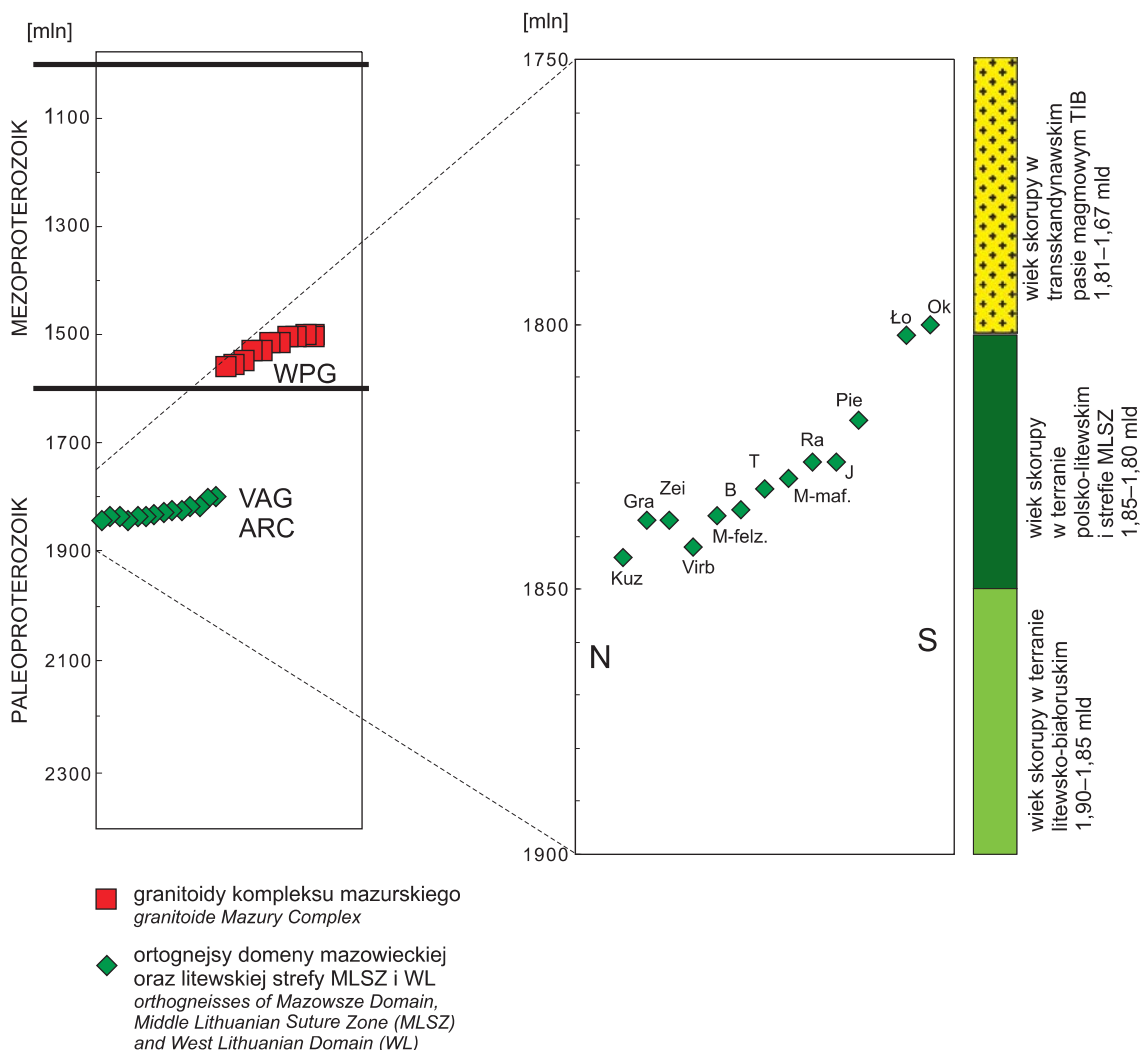 [mln]
MEZOPROTEROZOIK
PALEOPROTEROZOIK
1100
1300
1500
1700
1900
2100
2300
WPG
VAG
ARC
[mln]
1750
1800
1850
1900
Ok
Ło
Pie
Ra
J
T
M-maf.
Zei
B
Gra
M-felz.
Virb
Kuz
N
S
wiek skorupy w
transskandynawskim
pasie magmowym TIB
1,81–1,67 mld
wiek skorupy
w terranie
polsko-litewskim
i strefie MLSZ
1,85–1,80 mld
wiek skorupy w terranie
litewsko-białoruskim
1,90–1,85 mld
granitoidy kompleksu mazurskiego
granitoide Mazury Complex
ortognejsy domeny mazowieckiej
oraz litewskiej strefy MLSZ i WL
orthogneisses of Mazowsze Domain,
Middle Lithuanian Suture Zone (MLSZ)
and West Lithuanian Domain (WL)